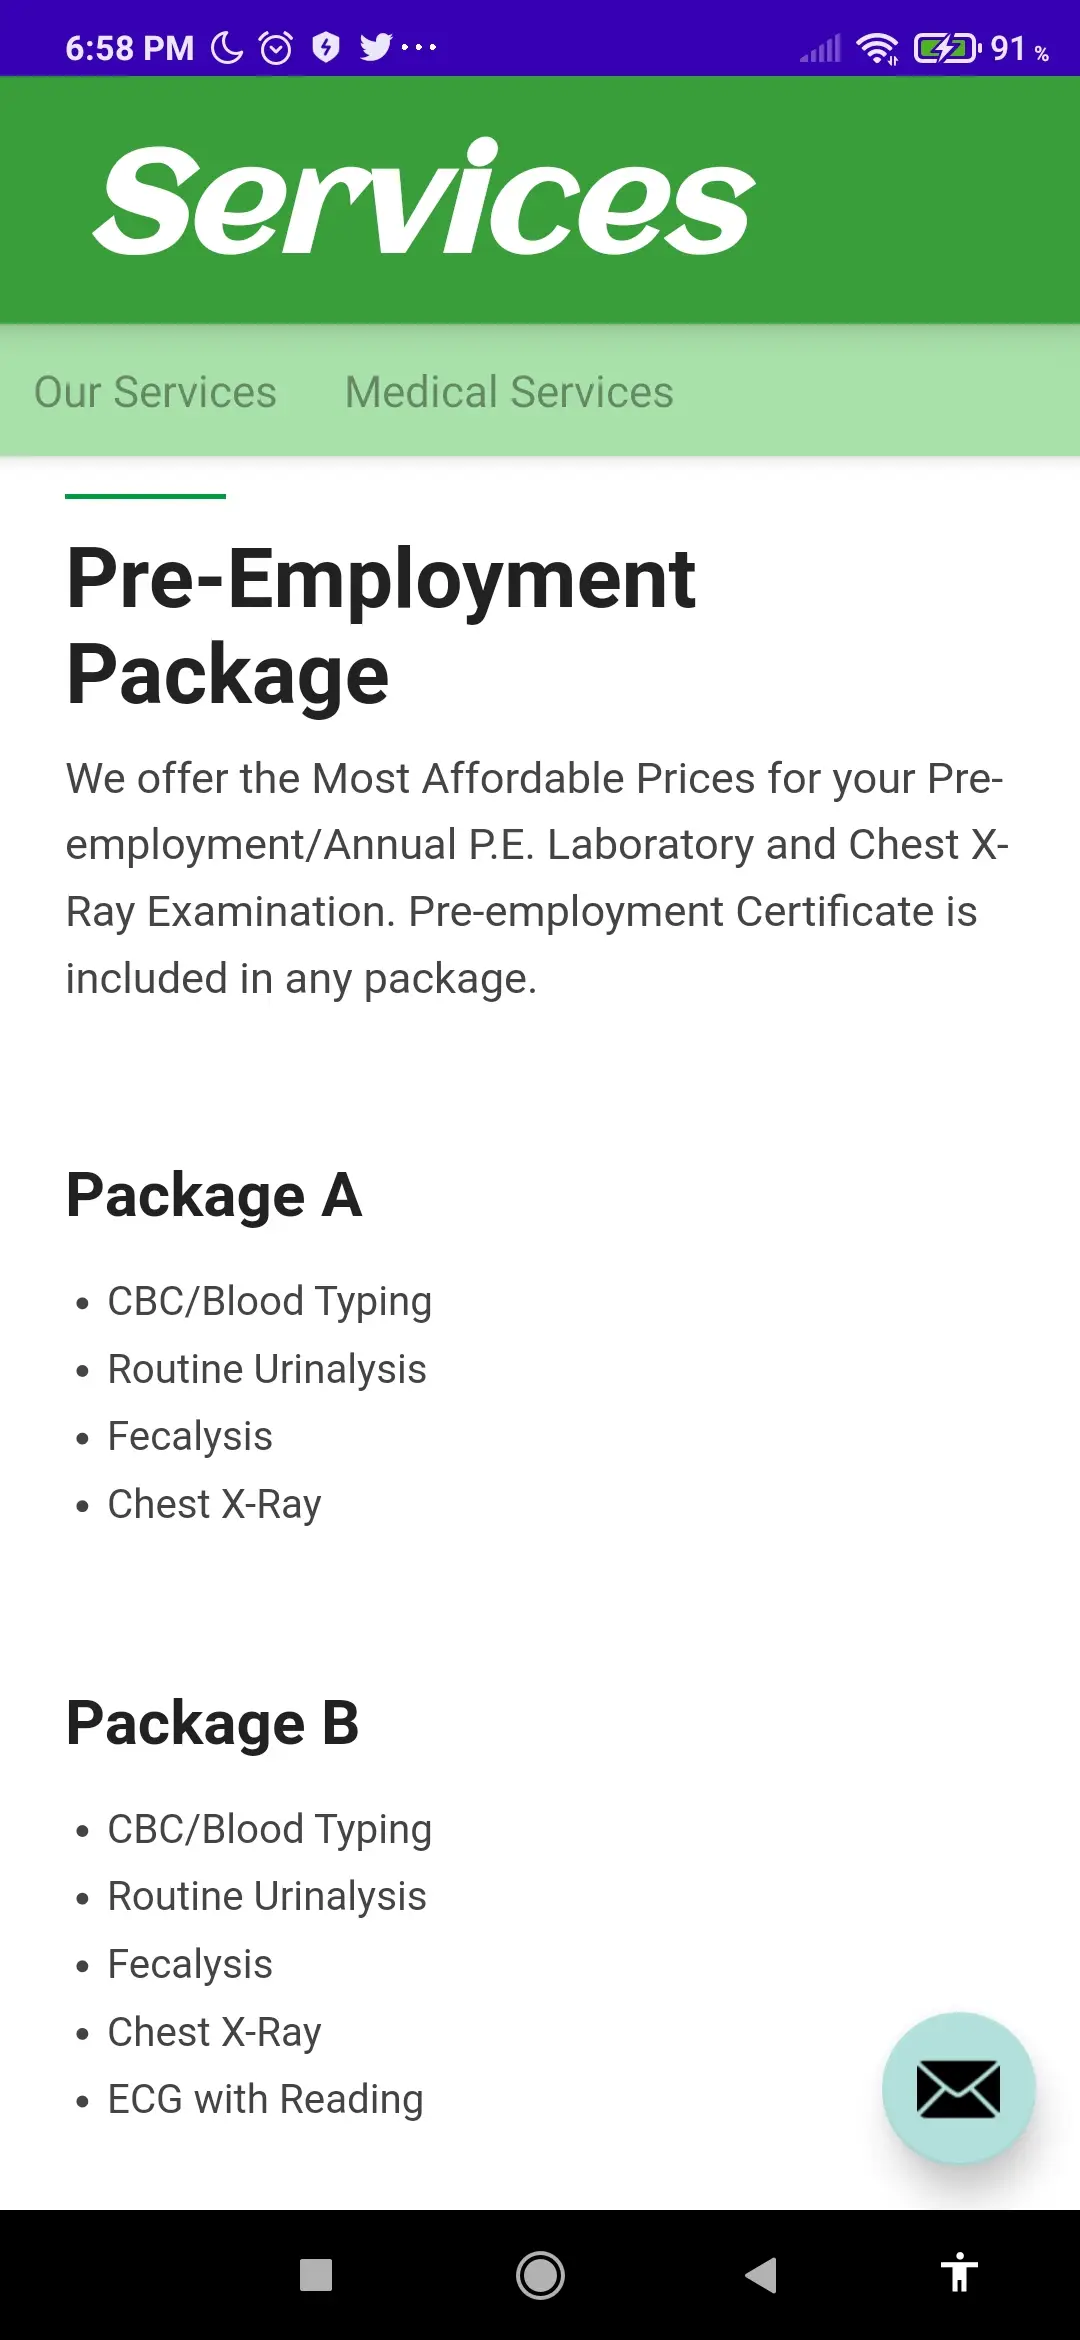 6:58 PM
91 %
Services
Our Services
Medical Services
Pre-Employment
Package
We offer the Most Affordable Prices for your Pre-
employment/Annual P.E. Laboratory and Chest X-
Ray Examination. Pre-employment Certificate is
included in any package.
Package A
• CBC/Blood Typing
• Routine Urinalysis
• Fecalysis
• Chest X-Ray
Package B
• CBC/Blood Typing
• Routine Urinalysis
• Fecalysis
• Chest X-Ray
• ECG with Reading